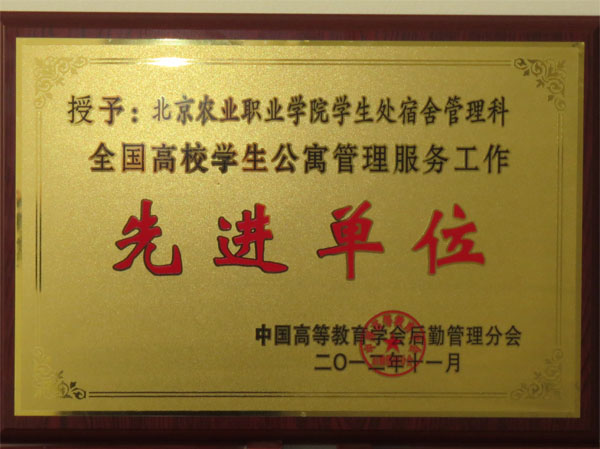 授予：北京农业职业学院学生处宿舍管理科
全国高校学生公寓管理服务工作
先进单位
中国高等教育学会后勤管理分会
二〇一二年十一月